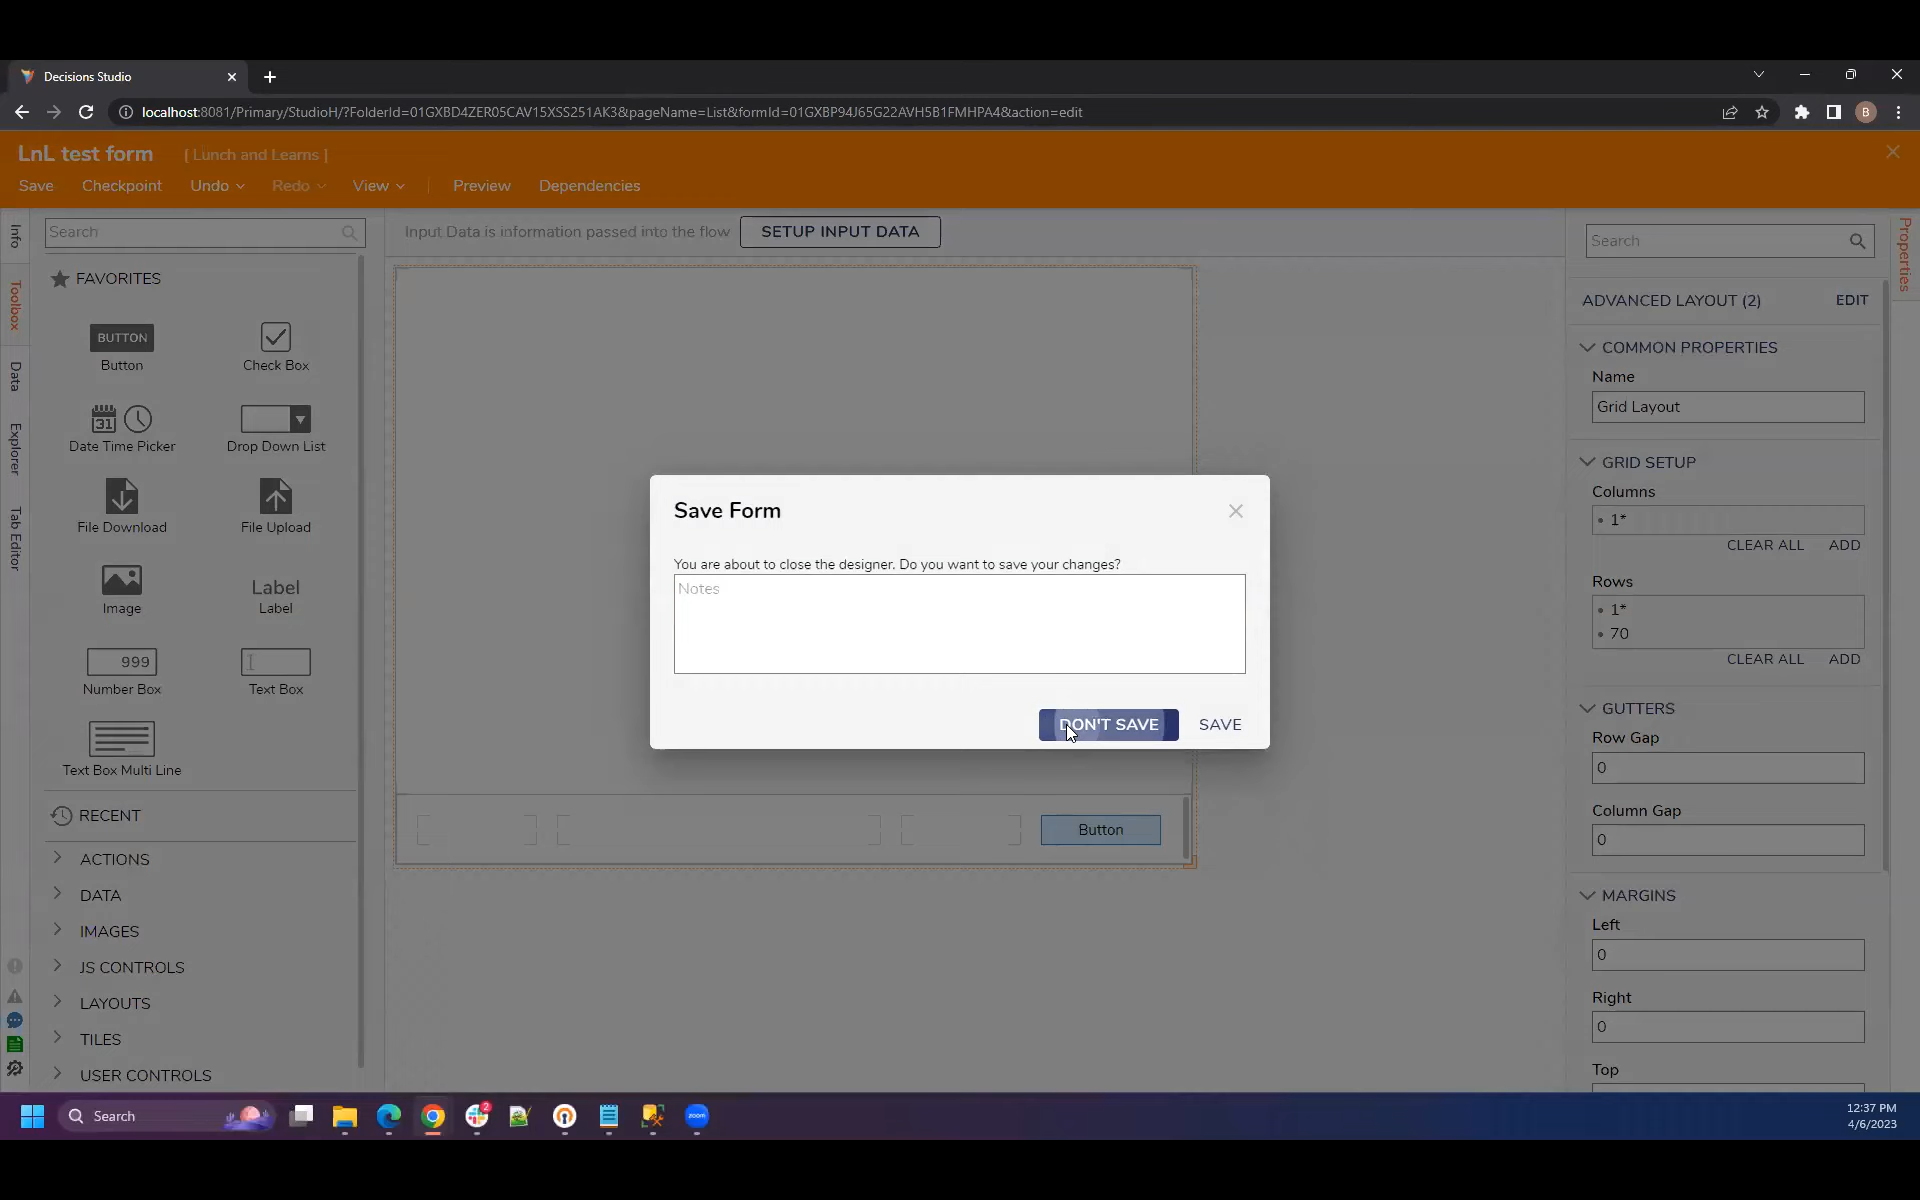 Decisions Studio
localhost:8081/Primary/StudioH/?FolderId=01GXBD4ZER05CAV15XSS251AK3&pageName=List&formId=01GXBP94J65G22AVH5B1FMHPA4&action=edit
B
LnL test form [ Lunch and Learns ]
Save Checkpoint Undo Redo View | Preview Dependencies
Info
Toolbox
Data
Explorer
Tab Editor
Search
FAVORITES
BUTTON
Button
Check Box
31
Date Time Picker
Drop Down List
File Download
File Upload
Image
Label
Label
999
Number Box
Text Box
Text Box Multi Line
RECENT
ACTIONS
DATA
IMAGES
JS CONTROLS
LAYOUTS
TILES
USER CONTROLS
Input Data is information passed into the flow SETUP INPUT DATA
Button
Save Form
You are about to close the designer. Do you want to save your changes?
Notes
DON'T SAVE SAVE
Properties
Search
ADVANCED LAYOUT (2) EDIT
COMMON PROPERTIES
Name
Grid Layout
GRID SETUP
Columns
• 1*
CLEAR ALL ADD
Rows
• 1*
• 70
CLEAR ALL ADD
GUTTERS
Row Gap
0
Column Gap
0
MARGINS
Left
0
Right
0
Top
Search
2
zoom
12:37 PM
4/6/2023